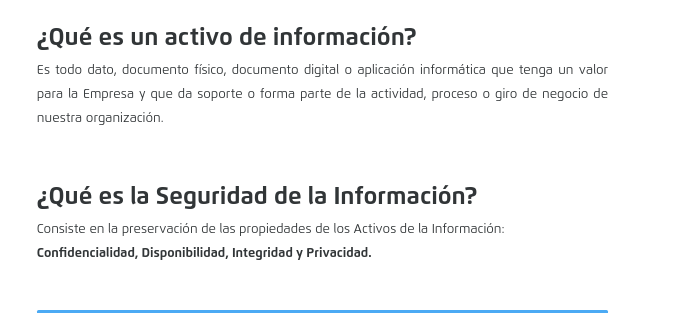 ¿Qué es un activo de información?
Es todo dato, documento físico, documento digital o aplicación informática que tenga un valor
para la Empresa y que da soporte o forma parte de la actividad, proceso o giro de negocio de
nuestra organización.
¿Qué es la Seguridad de la Información?
Consiste en la preservación de las propiedades de los Activos de la Información:
Confidencialidad, Disponibilidad, Integridad y Privacidad.